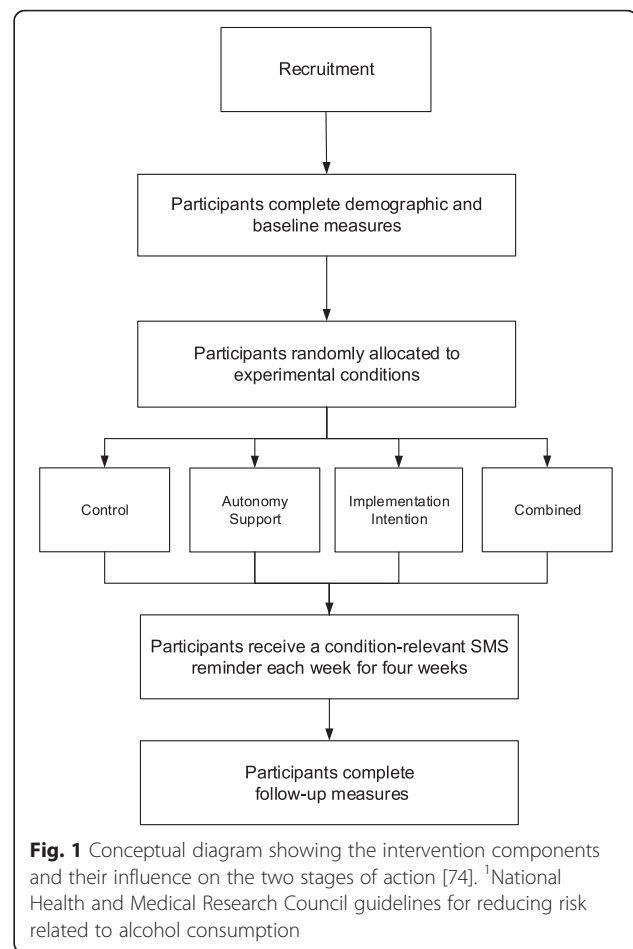 Recruitment
Participants complete demographic and
baseline measures
Participants randomly allocated to
experimental conditions
Control
Autonomy
Support
Implementation
Intention
Combined
Participants receive a condition-relevant SMS
reminder each week for four weeks
Participants complete
follow-up measures
Fig. 1 Conceptual diagram showing the intervention components
and their influence on the two stages of action [74]. ¹National
Health and Medical Research Council guidelines for reducing risk
related to alcohol consumption